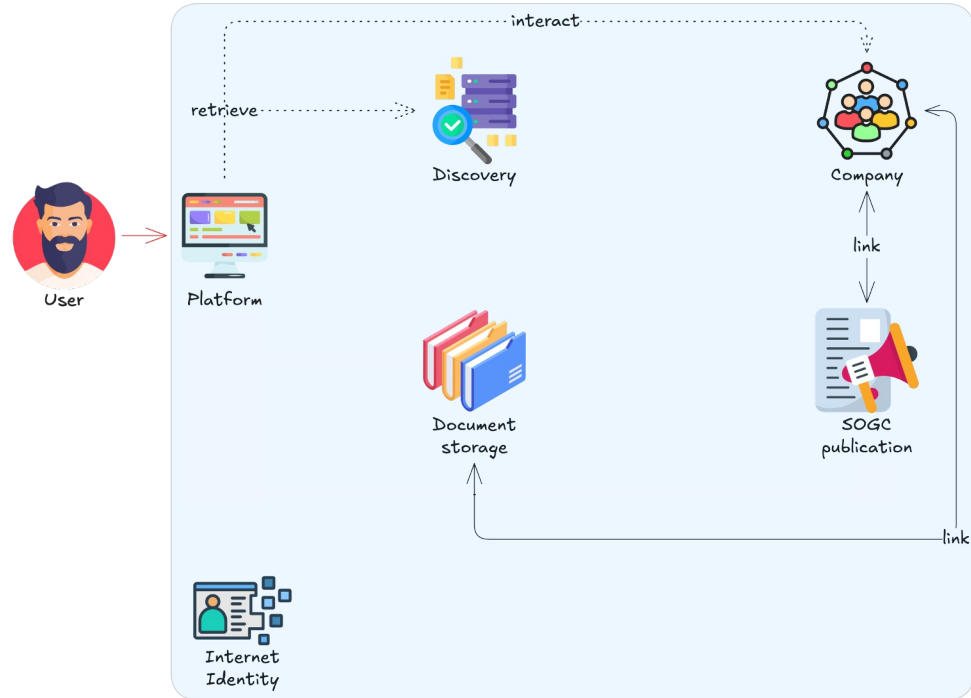 interact
retrieve
Discovery
Company
User
Platform
link
Document
storage
SOGC
publication
link
Internet
Identity